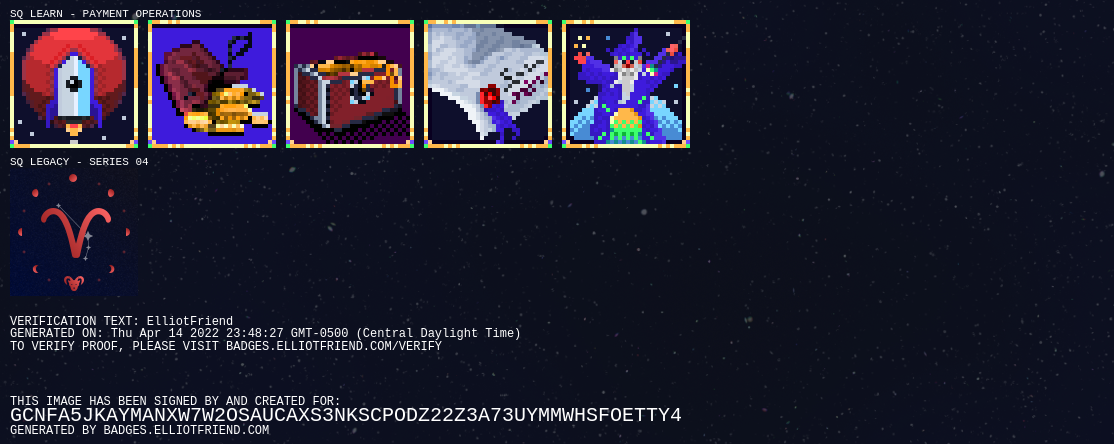 SQ LEARN - PAYMENT OPERATIONS
SQ LEGACY - SERIES 04
VERIFICATION TEXT: ElliotFriend
GENERATED ON: Thu Apr 14 2022 23:48:27 GMT-0500 (Central Daylight Time)
TO VERIFY PROOF, PLEASE VISIT BADGES.ELLIOTFRIEND.COM/VERIFY
THIS IMAGE HAS BEEN SIGNED BY AND CREATED FOR:
GCNFA5JKAYMANXW7W2OSAUCAXS3NKSCPODZ22Z3A73UYMMWHSFOETTY4
GENERATED BY BADGES.ELLIOTFRIEND.COM